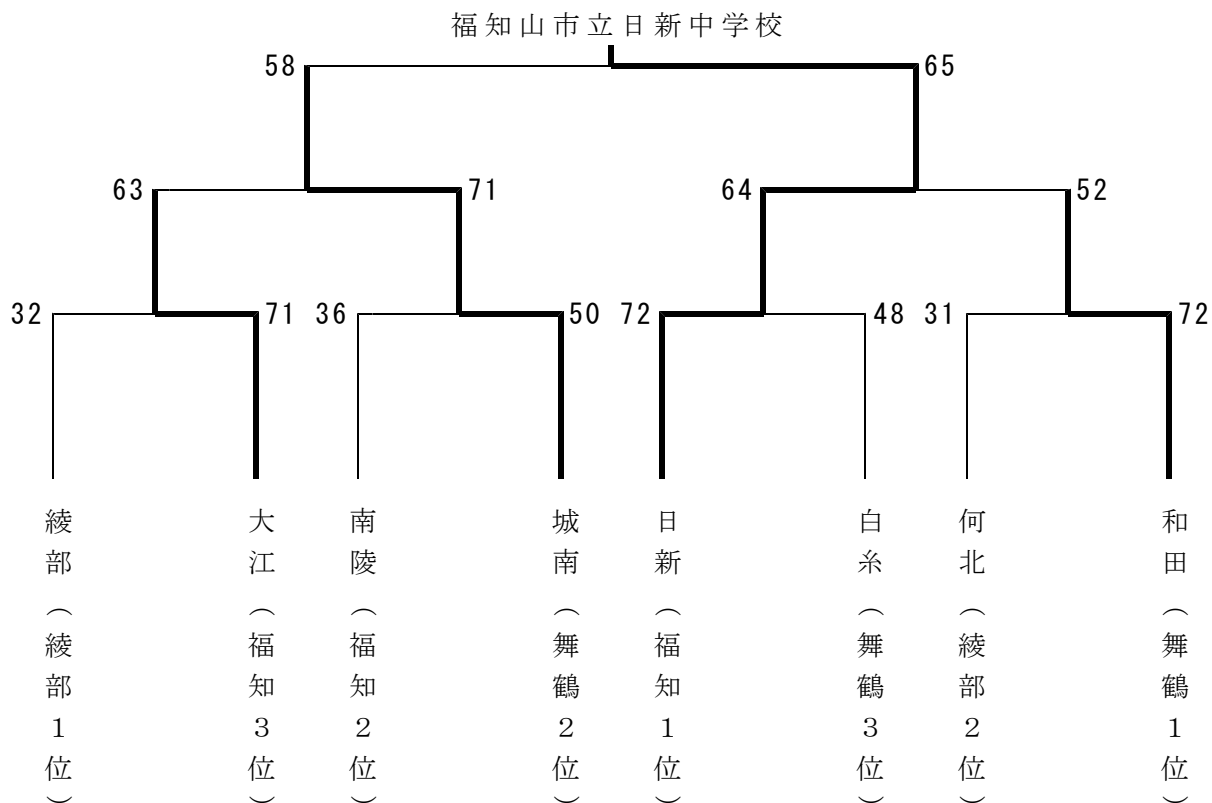 福知山市立日新中学校
58
65
63
71
64
52
32
71
36
50
72
48
31
72
綾部（綾部１位）
大江（福知３位）
南陵（福知２位）
城南（舞鶴２位）
日新（福知１位）
白糸（舞鶴３位）
何北（綾部２位）
和田（舞鶴１位）